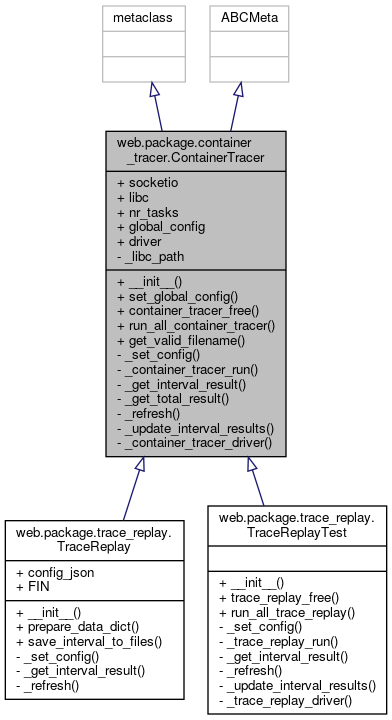 metaclass
ABCMeta
web.package.container
_tracer.ContainerTracer
+ socketio
+ libc
+ nr_tasks
+ global_config
+ driver
- _libc_path
+ __init__()
+ set_global_config()
+ container_tracer_free()
+ run_all_container_tracer()
+ get_valid_filename()
- _set_config()
- _container_tracer_run()
- _get_interval_result()
- _get_total_result()
- _refresh()
- _update_interval_results()
- _container_tracer_driver()
web.package.trace_replay.
TraceReplay
+ config_json
+ FIN
+ __init__()
+ prepare_data_dict()
+ save_interval_to_files()
- _set_config()
- _get_interval_result()
- _refresh()
web.package.trace_replay.
TraceReplayTest
+ __init__()
+ trace_replay_free()
+ run_all_trace_replay()
- _set_config()
- _trace_replay_run()
- _get_interval_result()
- _refresh()
- _update_interval_results()
- _trace_replay_driver()